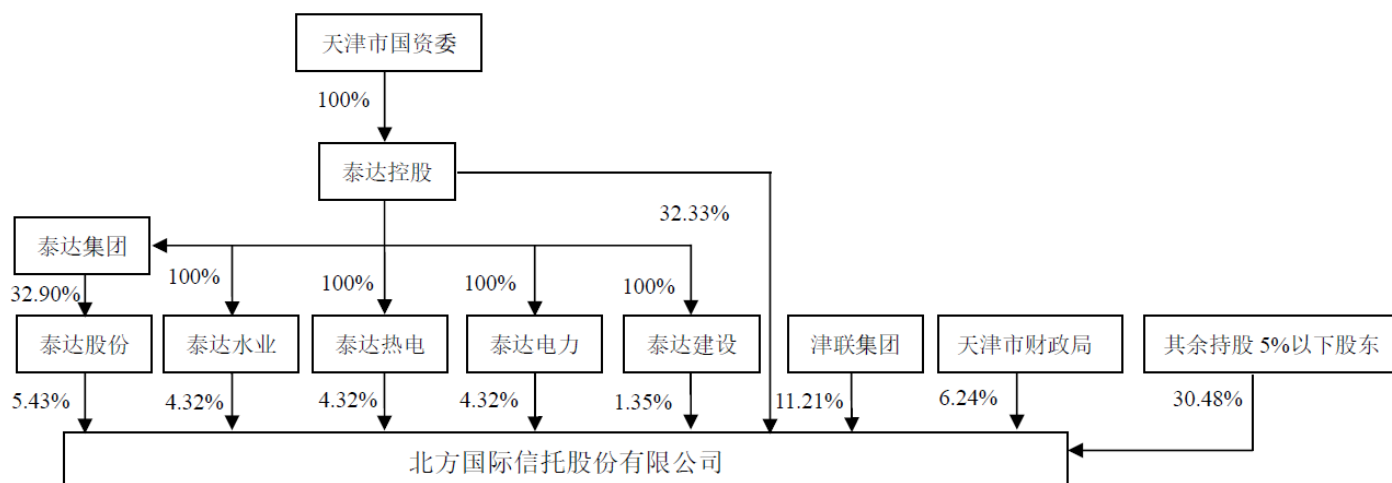 天津市国资委
100%
泰达控股
32.33%
泰达集团
32.90%
100%
100%
100%
100%
泰达股份
泰达水业
泰达热电
泰达电力
泰达建设
津联集团
天津市财政局
其余持股 5%以下股东
5.43%
4.32%
4.32%
4.32%
1.35%
11.21%
6.24%
30.48%
北方国际信托股份有限公司